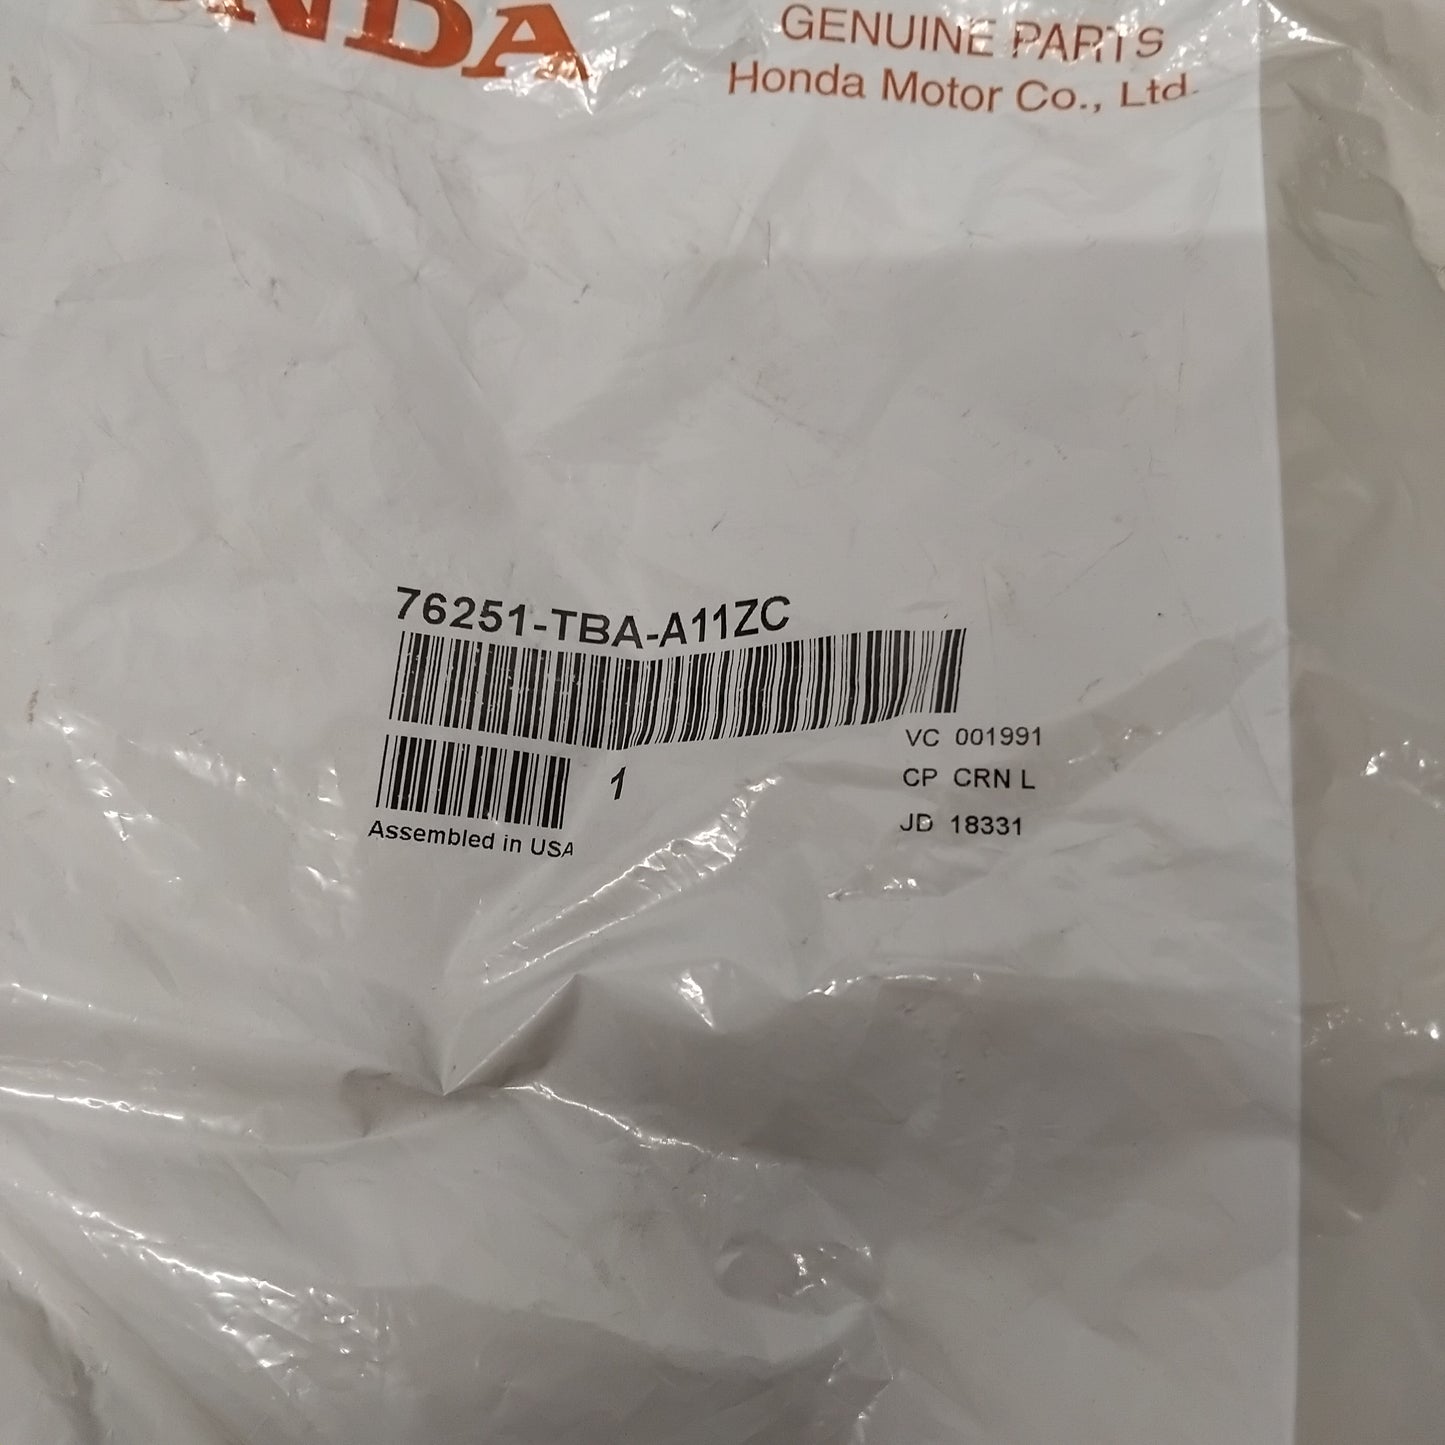 HONDA
GENUINE PARTS
Honda Motor Co., Ltd.
76251-TBA-A11ZC
1
Assembled in USA
VC 001991
CP CRN L
JD 18331